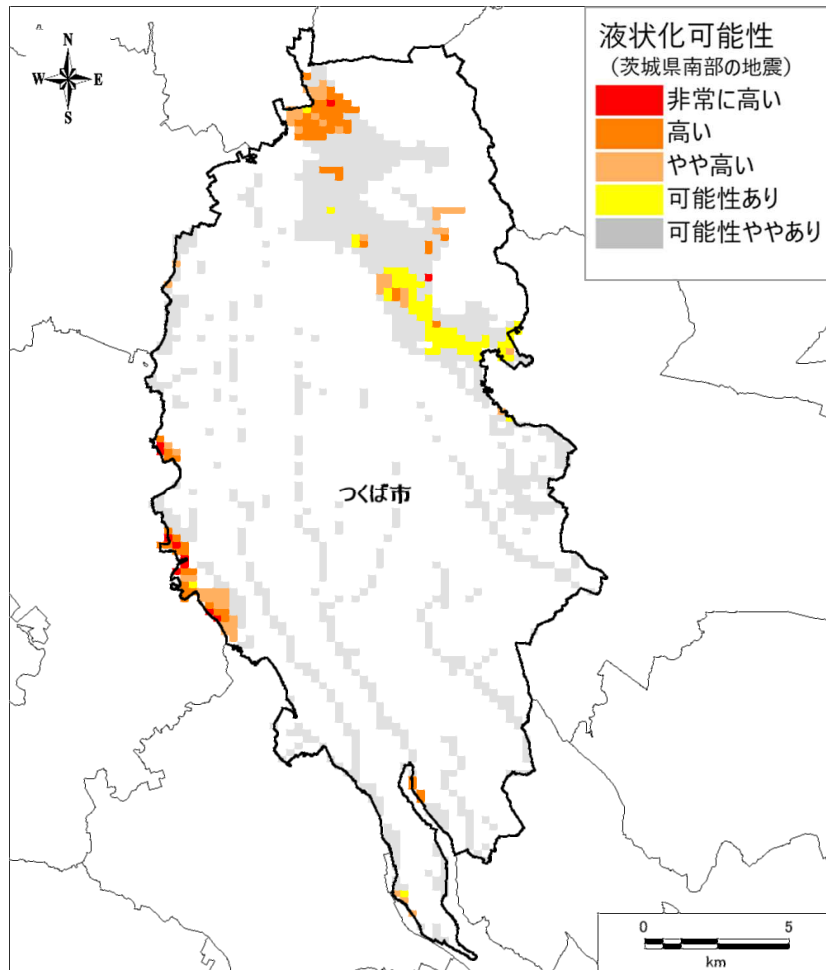 N
W E
S
液状化可能性
（茨城県南部の地震）
非常に高い
高い
やや高い
可能性あり
可能性ややあり
つくば市
0 5
km